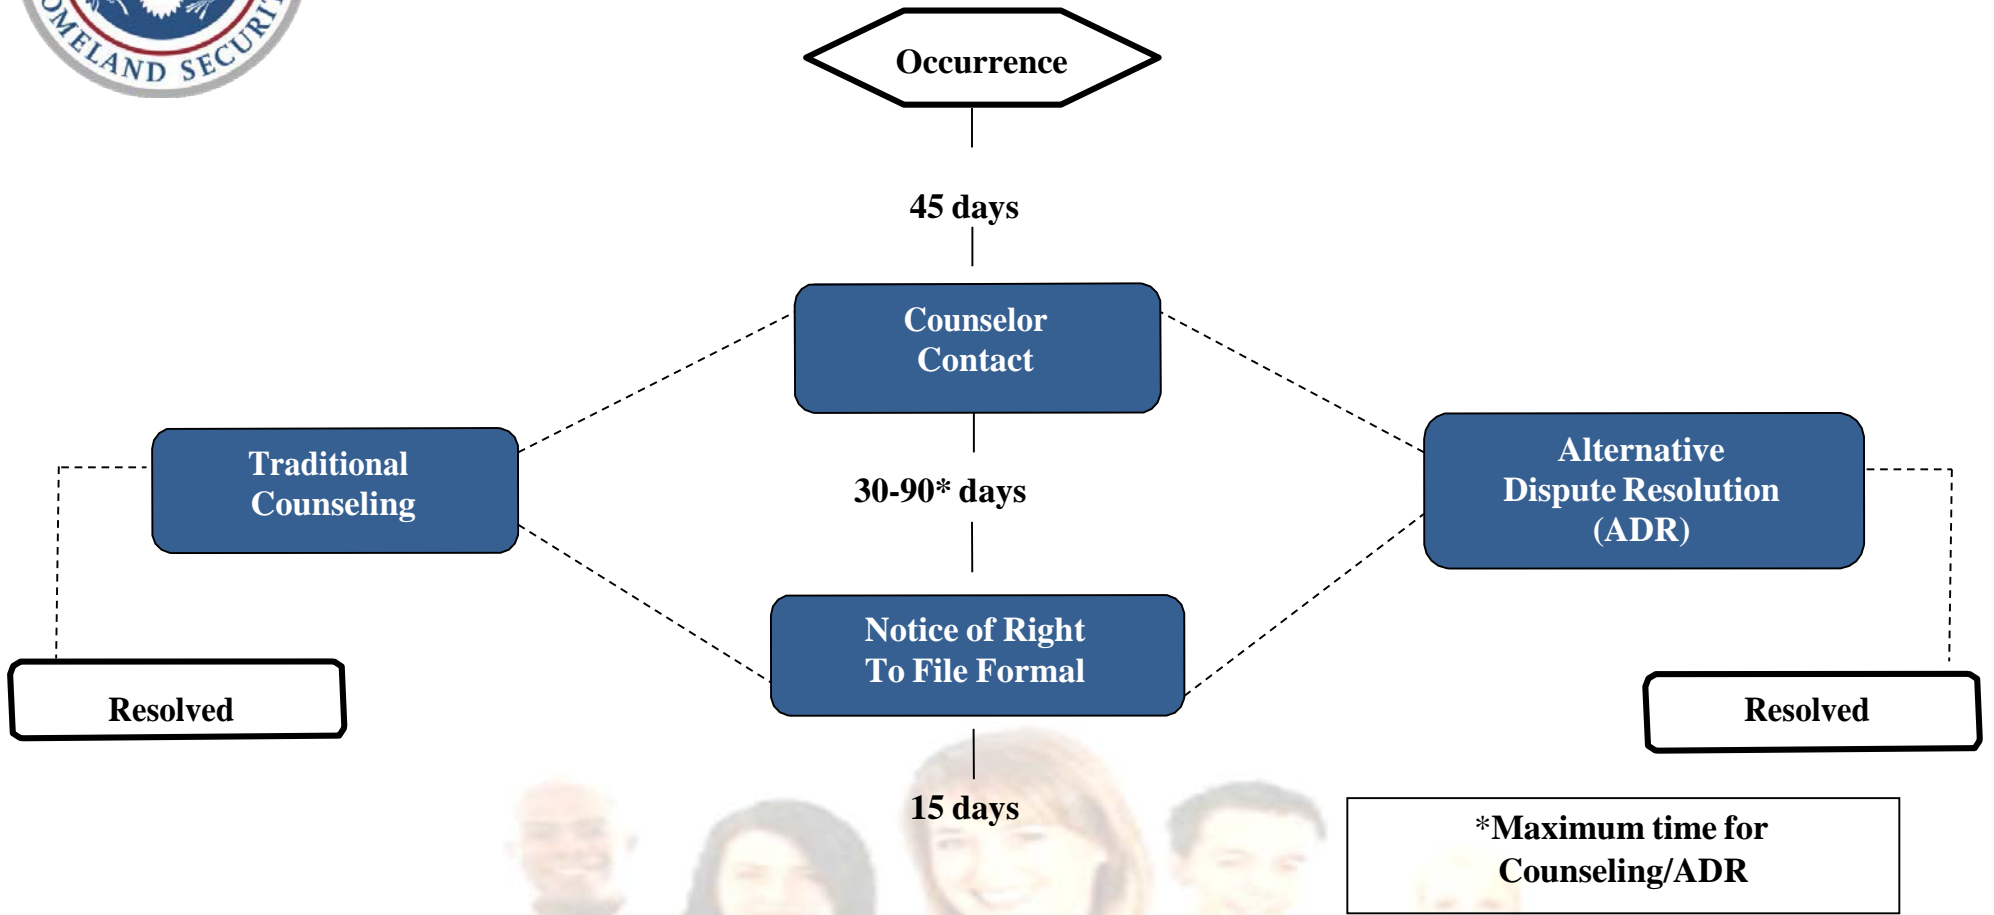 OMELAND SECURIT
Occurrence
45 days
Counselor
Contact
Traditional
Counseling
30-90* days
Alternative
Dispute Resolution
(ADR)
Notice of Right
To File Formal
Resolved
Resolved
15 days
*Maximum time for
Counseling/ADR